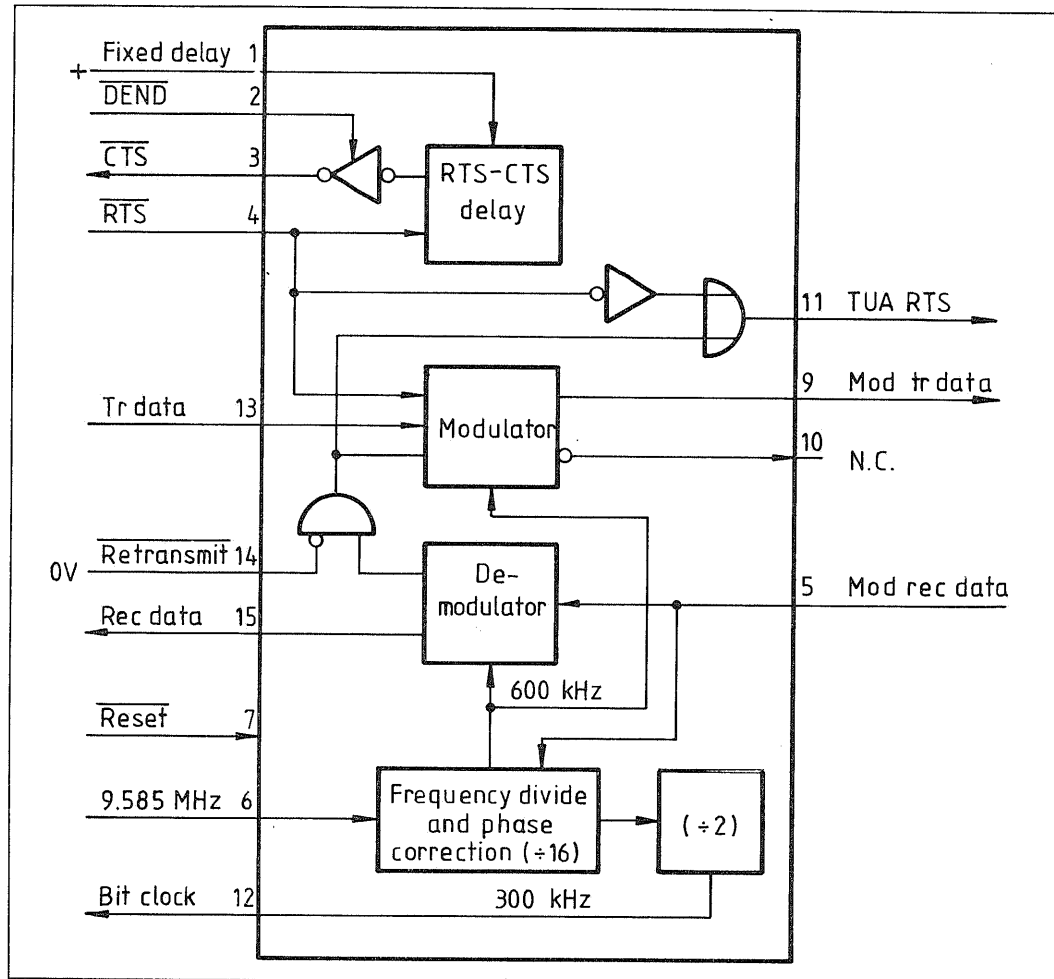 Fixed delay 1
+
DEND 2
CTS 3
RTS 4
RTS-CTS
delay
11 TUA RTS
9 Mod tr data
Tr data 13
Modulator
10
N.C.
Retransmit 14
0V
De-
modulator
5 Mod rec data
Rec data 15
600 kHz
Reset 7
9.585 MHz 6
Frequency divide
and phase
correction (÷16)
(÷2)
Bit clock 12
300 kHz